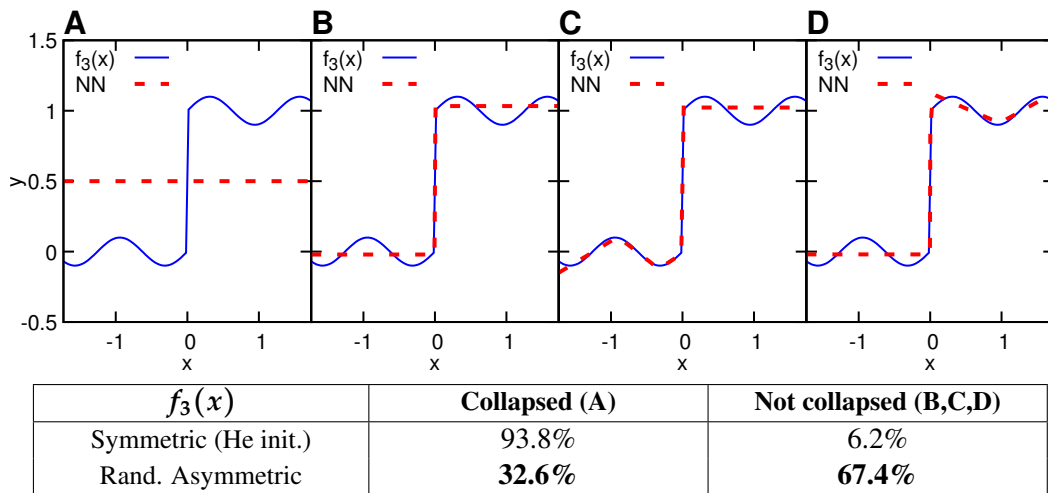 A B C D
1.5
1
0.5
0
-0.5
y
f₃(x)
NN
f₃(x)
NN
f₃(x)
NN
f₃(x)
NN
-1 0 1 -1 0 1 -1 0 1 -1 0 1
x x x x
f₃(x) Collapsed (A) Not collapsed (B,C,D)
Symmetric (He init.) 93.8% 6.2%
Rand. Asymmetric 32.6% 67.4%